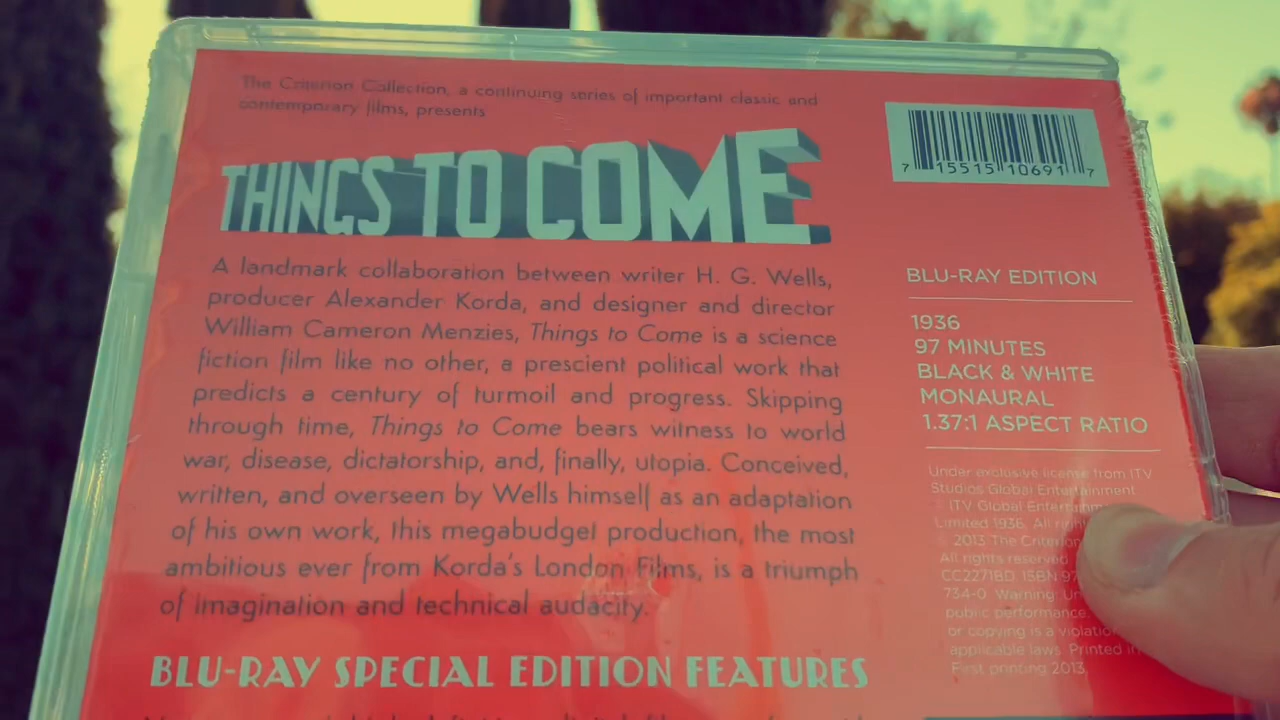 The Criterion Collection, a continuing series of important classic and
contemporary films, presents
THINGS TO COME
A landmark collaboration between writer H. G. Wells,
producer Alexander Korda, and designer and director
William Cameron Menzies, Things to Come is a science
fiction film like no other, a prescient political work that
predicts a century of turmoil and progress. Skipping
through time, Things to Come bears witness to world
war, disease, dictatorship, and, finally, utopia. Conceived,
written, and overseen by Wells himself as an adaptation
of his own work, this megabudget production, the most
ambitious ever from Korda's London Films, is a triumph
of imagination and technical audacity.
BLU-RAY SPECIAL EDITION FEATURES
7 15515 10691 7
BLU-RAY EDITION
1936
97 MINUTES
BLACK & WHITE
MONAURAL
1.37:1 ASPECT RATIO
Under exclusive license from ITV
Studios Global Entertainment
ITV Global
Limited 1936. All
2013 The
All rights reserved
CC2271BD ISBN 97
734-0 Warning:
public performance
or copying is a
applicable laws Printed
First printing 2013